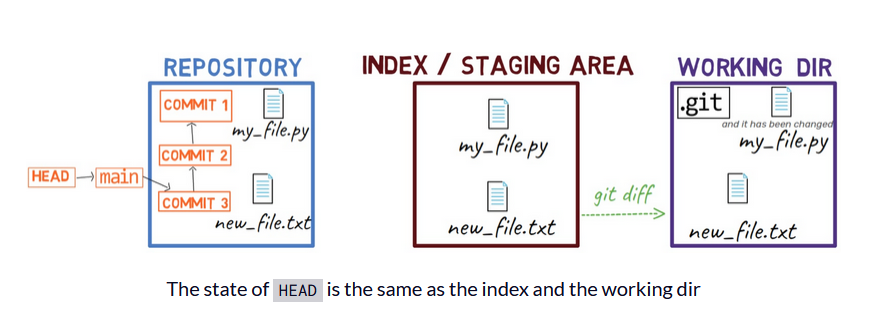 REPOSITORY
INDEX / STAGING AREA
WORKING DIR
COMMIT 1
my_file.py
COMMIT 2
HEAD
main
COMMIT 3
new_file.txt
my_file.py
new_file.txt
git diff
.git
and it has been changed
my_file.py
new_file.txt
The state of HEAD is the same as the index and the working dir